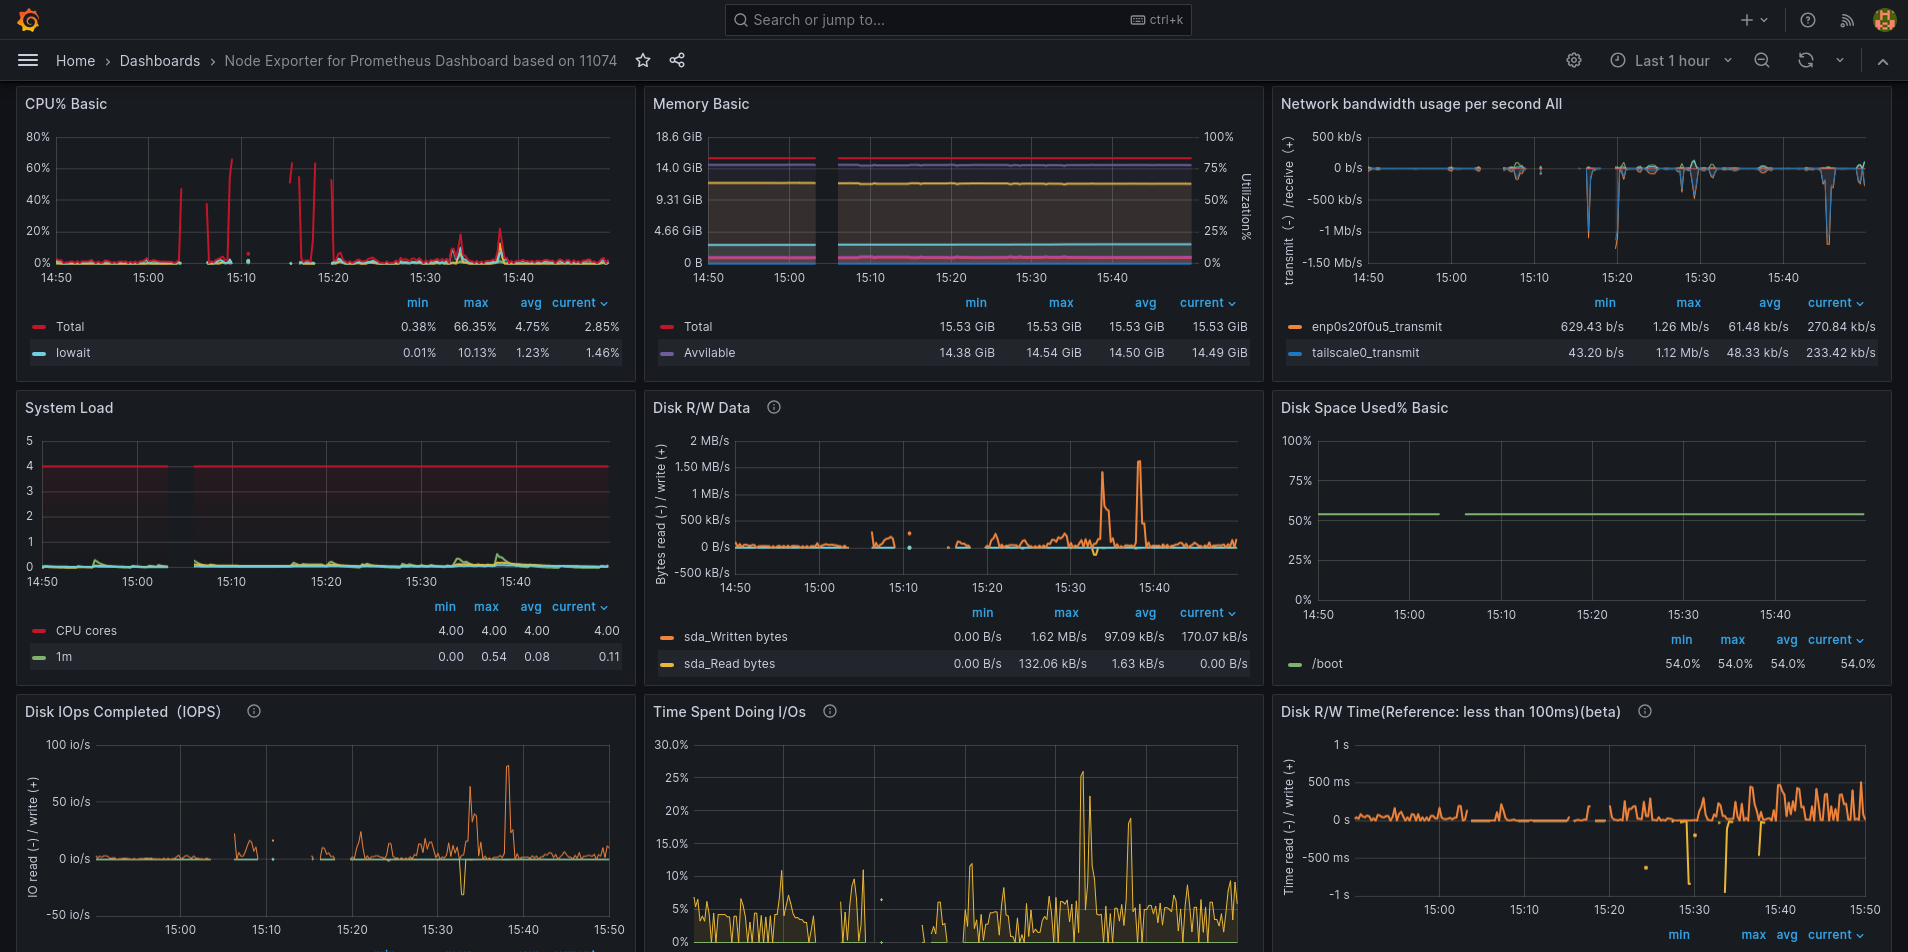 Search or jump to... ctrl+k
Home › Dashboards › Node Exporter for Prometheus Dashboard based on 11074 Last 1 hour
CPU% Basic
80%
60%
40%
20%
0%
14:50 15:00 15:10 15:20 15:30 15:40
min max avg current
Total 0.38% 66.35% 4.75% 2.85%
Iowait 0.01% 10.13% 1.23% 1.46%
Memory Basic
18.6 GiB 100%
14.0 GiB 75%
9.31 GiB 50%
4.66 GiB 25%
0 B 0%
Utilization%
14:50 15:00 15:10 15:20 15:30 15:40
min max avg current
Total 15.53 GiB 15.53 GiB 15.53 GiB 15.53 GiB
Avvilable 14.38 GiB 14.54 GiB 14.50 GiB 14.49 GiB
Network bandwidth usage per second All
transmit（-）/receive（+）
500 kb/s
0 b/s
-500 kb/s
-1 Mb/s
-1.50 Mb/s
14:50 15:00 15:10 15:20 15:30 15:40
min max avg current
enp0s20f0u5_transmit 629.43 b/s 1.26 Mb/s 61.48 kb/s 270.84 kb/s
tailscale0_transmit 43.20 b/s 1.12 Mb/s 48.33 kb/s 233.42 kb/s
System Load
5
4
3
2
1
0
14:50 15:00 15:10 15:20 15:30 15:40
min max avg current
CPU cores 4.00 4.00 4.00 4.00
1m 0.00 0.54 0.08 0.11
Disk R/W Data
Bytes read (-) / write (+)
2 MB/s
1.50 MB/s
1 MB/s
500 kB/s
0 B/s
-500 kB/s
14:50 15:00 15:10 15:20 15:30 15:40
min max avg current
sda_Written bytes 0.00 B/s 1.62 MB/s 97.09 kB/s 170.07 kB/s
sda_Read bytes 0.00 B/s 132.06 kB/s 1.63 kB/s 0.00 B/s
Disk Space Used% Basic
100%
75%
50%
25%
0%
14:50 15:00 15:10 15:20 15:30 15:40
min max avg current
/boot 54.0% 54.0% 54.0% 54.0%
Disk IOps Completed（IOPS）
IO read (-) / write (+)
100 io/s
50 io/s
0 io/s
-50 io/s
15:00 15:10 15:20 15:30 15:40 15:50
Time Spent Doing I/Os
30.0%
25%
20%
15.0%
10%
5%
0%
Disk R/W Time(Reference: less than 100ms)(beta)
Time read (-) / write (+)
1 s
500 ms
0 s
-500 ms
-1 s
15:00 15:10 15:20 15:30 15:40 15:50
min max avg current